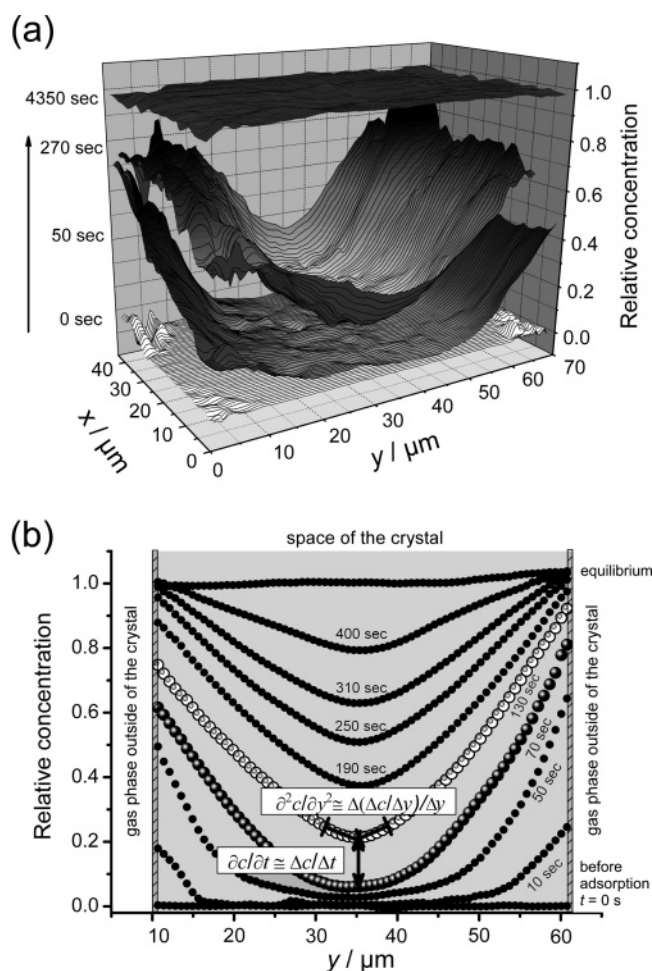 (a)
4350 sec
270 sec
50 sec
0 sec
1.0
0.8
0.6
0.4
0.2
0.0
Relative concentration
40
30
20
10
0
x / µm
0
10
20
30
40
50
60
70
y / µm
(b)
space of the crystal
Relative concentration
1.0
0.8
0.6
0.4
0.2
0.0
gas phase outside of the crystal
equilibrium
400 sec
310 sec
250 sec
190 sec
130 sec
70 sec
50 sec
10 sec
∂²c/∂y² ≅ Δ(Δc/Δy)/Δy
∂c/∂t ≅ Δc/Δt
gas phase outside of the crystal
before
adsorption
t = 0 s
10
20
30
40
50
60
y / µm